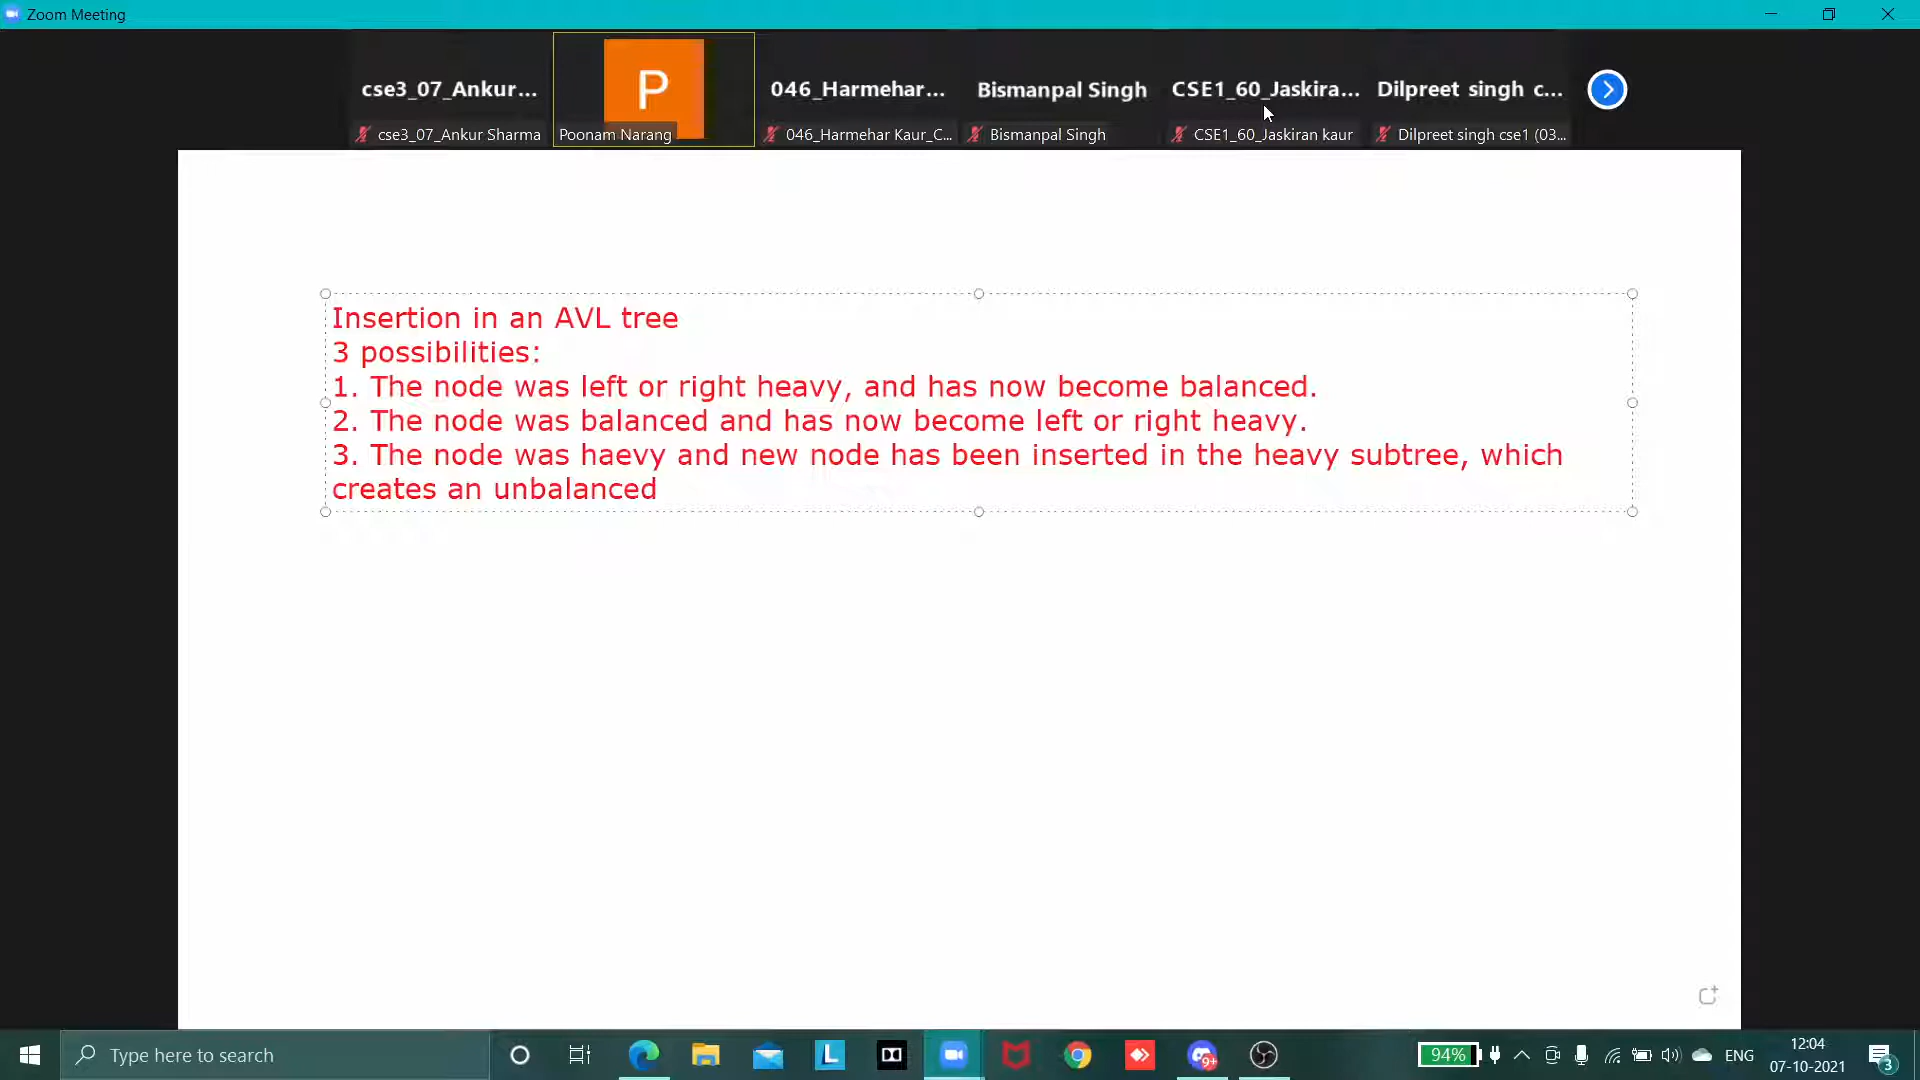 Zoom Meeting
cse3_07_Ankur... P 046_Harmehar... Bismanpal Singh CSE1_60_Jaskira... Dilpreet singh c...
cse3_07_Ankur Sharma Poonam Narang 046_Harmehar Kaur_C... Bismanpal Singh CSE1_60_Jaskiran kaur Dilpreet singh cse1 (03...
Insertion in an AVL tree
3 possibilities:
1. The node was left or right heavy, and has now become balanced.
2. The node was balanced and has now become left or right heavy.
3. The node was haevy and new node has been inserted in the heavy subtree, which
creates an unbalanced
Type here to search L 9+ 94% ENG 12:04
07-10-2021 3